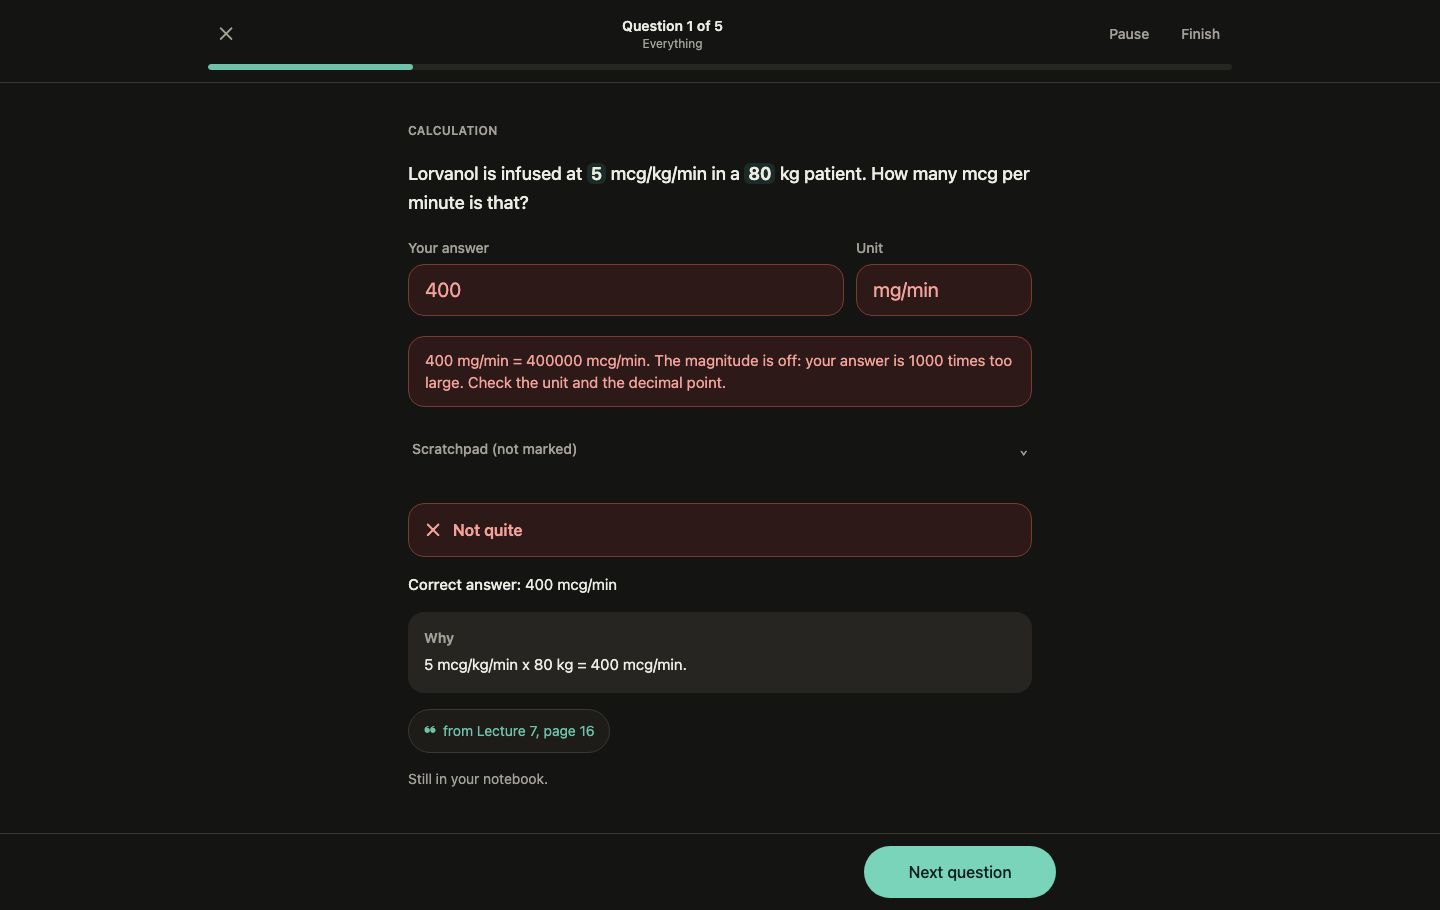 Question 1 of 5
Everything
Pause
Finish
CALCULATION
Lorvanol is infused at 5 mcg/kg/min in a 80 kg patient. How many mcg per
minute is that?
Your answer
Unit
400
mg/min
400 mg/min = 400000 mcg/min. The magnitude is off: your answer is 1000 times too
large. Check the unit and the decimal point.
Scratchpad (not marked)
Not quite
Correct answer: 400 mcg/min
Why
5 mcg/kg/min x 80 kg = 400 mcg/min.
from Lecture 7, page 16
Still in your notebook.
Next question